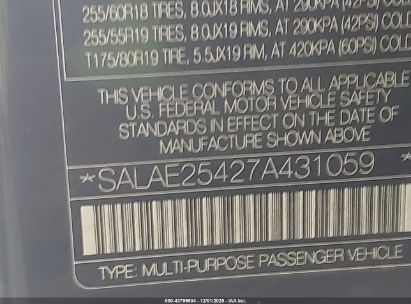 255/60R18 TIRES, 8.0JX18 RIMS, AT 290KPA (42PSI) COLD
255/55R19 TIRES, 8.0JX19 RIMS, AT 290KPA (42PSI) COLD
T175/80R19 TIRE, 5.5JX19 RIM, AT 420KPA (60PSI) COLD
THIS VEHICLE CONFORMS TO ALL APPLICABLE
U.S. FEDERAL MOTOR VEHICLE SAFETY
STANDARDS IN EFFECT ON THE DATE OF
MANUFACTURE SHOWN ABOVE
*SALAE25427A431059 *
TYPE: MULTI-PURPOSE PASSENGER VEHICLE